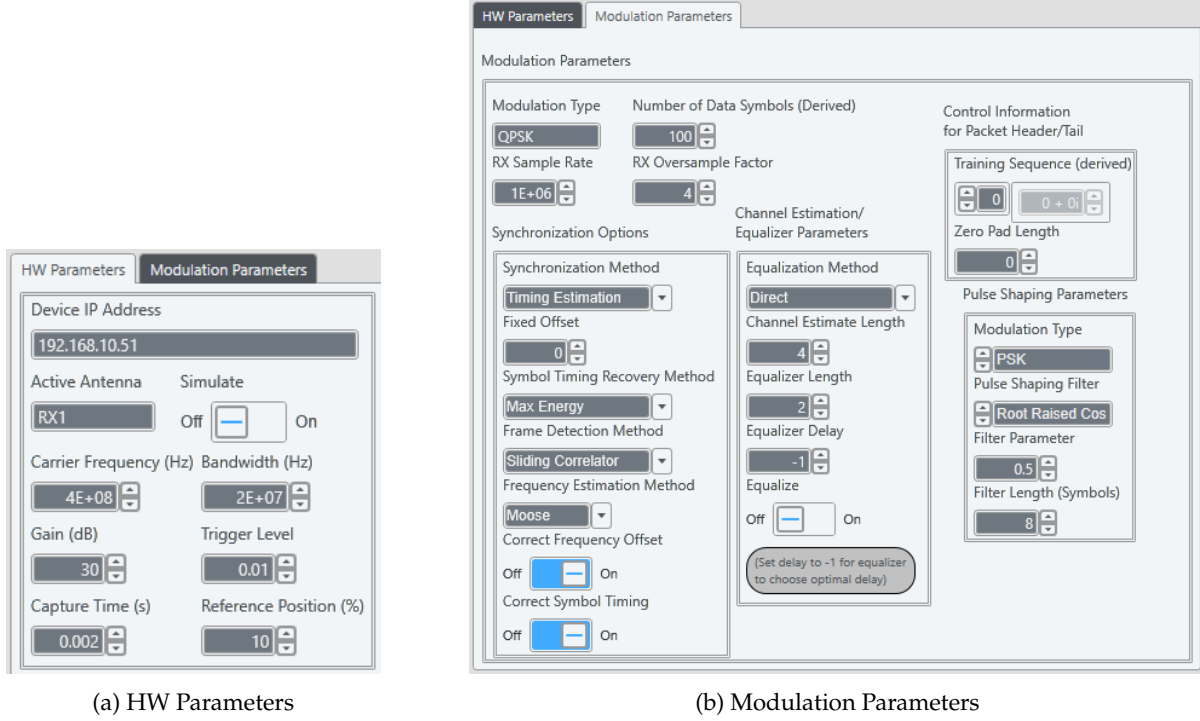 HW Parameters Modulation Parameters
Device IP Address
192.168.10.51
Active Antenna Simulate
RX1 Off On
Carrier Frequency (Hz) Bandwidth (Hz)
4E+08 2E+07
Gain (dB) Trigger Level
30 0.01
Capture Time (s) Reference Position (%)
0.002 10
(a) HW Parameters
HW Parameters Modulation Parameters
Modulation Parameters
Modulation Type Number of Data Symbols (Derived)
QPSK 100
RX Sample Rate RX Oversample Factor
1E+06 4
Synchronization Options
Synchronization Method
Timing Estimation
Fixed Offset
0
Symbol Timing Recovery Method
Max Energy
Frame Detection Method
Sliding Correlator
Frequency Estimation Method
Moose
Correct Frequency Offset
Off On
Correct Symbol Timing
Off On
Channel Estimation/
Equalizer Parameters
Equalization Method
Direct
Channel Estimate Length
4
Equalizer Length
2
Equalizer Delay
-1
Equalize
Off On
(Set delay to -1 for equalizer
to choose optimal delay)
Control Information
for Packet Header/Tail
Training Sequence (derived)
0 0 + 0i
Zero Pad Length
0
Pulse Shaping Parameters
Modulation Type
PSK
Pulse Shaping Filter
Root Raised Cos
Filter Parameter
0.5
Filter Length (Symbols)
8
(b) Modulation Parameters